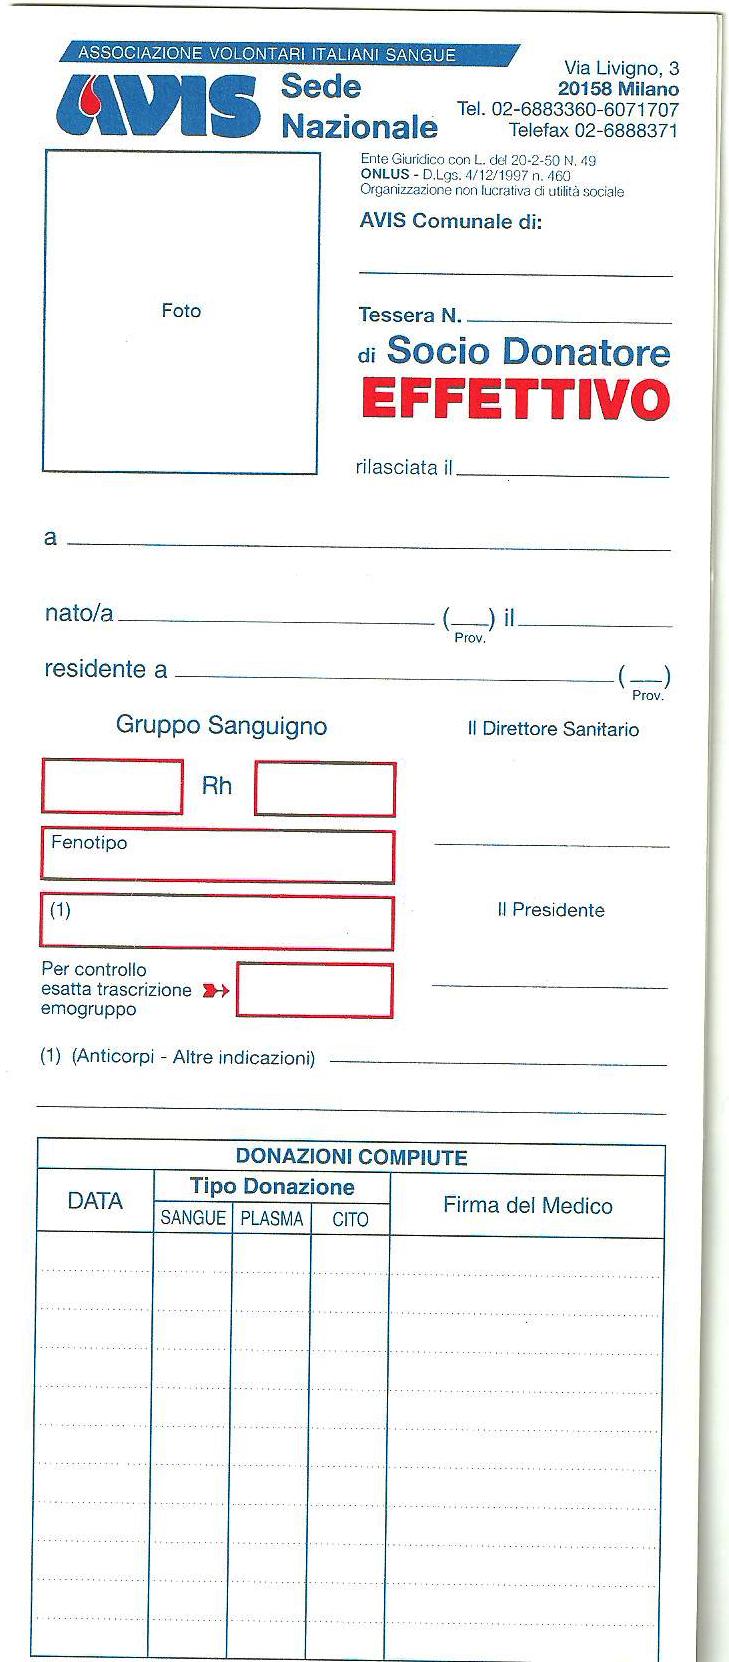 ASSOCIAZIONE VOLONTARI ITALIANI SANGUE
AVIS Sede Nazionale
Via Livigno, 3
20158 Milano
Tel. 02-6883360-6071707
Telefax 02-6888371
Ente Giuridico con L. del 20-2-50 N. 49
ONLUS - D.Lgs. 4/12/1997 n. 460
Organizzazione non lucrativa di utilità sociale
AVIS Comunale di:
Foto
Tessera N.
di Socio Donatore
EFFETTIVO
rilasciata il
a
nato/a ( ) il
Prov.
residente a ( )
Prov.
Gruppo Sanguigno
Il Direttore Sanitario
Rh
Fenotipo
(1)
Il Presidente
Per controllo
esatta trascrizione
emogruppo
(1) (Anticorpi - Altre indicazioni)
DONAZIONI COMPIUTE
DATA
Tipo Donazione
Firma del Medico
SANGUE PLASMA CITO